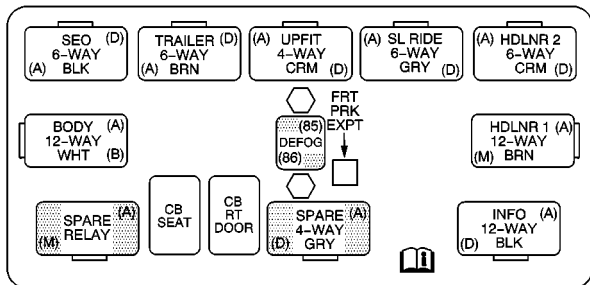 SEO (D)
6-WAY
(A) BLK
TRAILER (D)
6-WAY
(A) BRN
(A) UPFIT
4-WAY
CRM (D)
(A) SL RIDE
6-WAY
GRY (D)
(A) HDLNR 2
6-WAY
CRM (D)
BODY (A)
12-WAY
WHT (B)
(85)
DEFOG
(86)
FRT
PRK
EXPT
HDLNR 1 (A)
12-WAY
(M) BRN
SPARE (A)
(M) RELAY
CB
SEAT
CB
RT
DOOR
SPARE (A)
4-WAY
(D) GRY
INFO (A)
12-WAY
(D) BLK
i